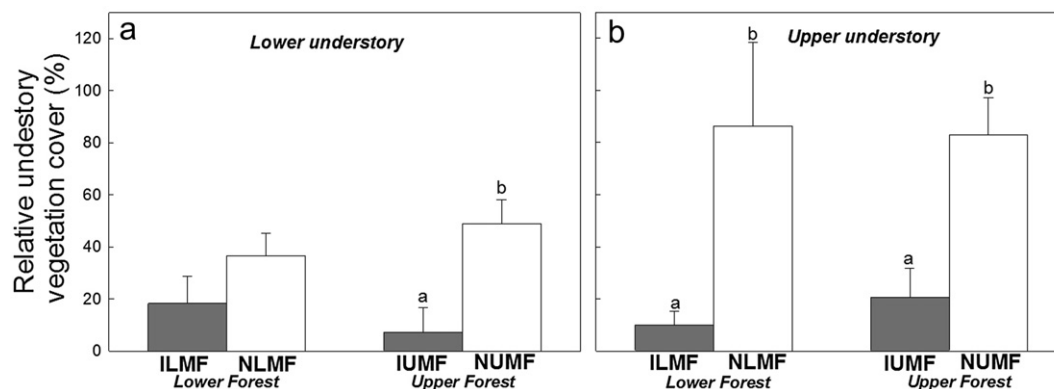 Relative undestory
vegetation cover (%)
a
Lower understory
120
100
80
60
40
20
0
a
b
ILMF NLMF IUMF NUMF
Lower Forest Upper Forest
b
Upper understory
a
b
a
b
ILMF NLMF IUMF NUMF
Lower Forest Upper Forest